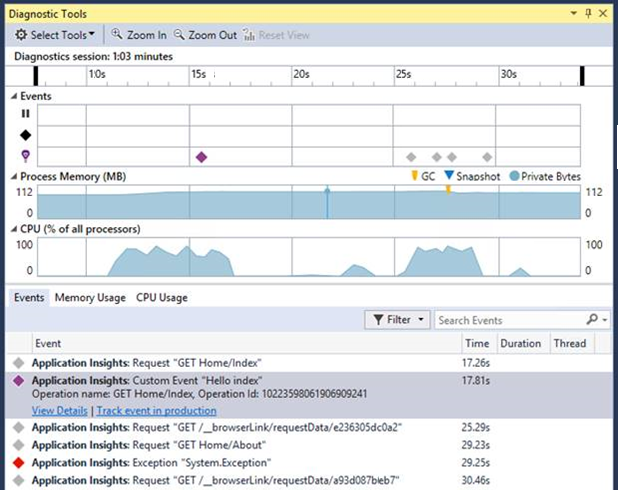 Diagnostic Tools
Select Tools Zoom In Zoom Out Reset View
Diagnostics session: 1:03 minutes
10s 15s 20s 25s 30s
Events
Process Memory (MB) GC Snapshot Private Bytes
112 112
0 0
CPU (% of all processors)
100 100
0 0
Events Memory Usage CPU Usage
Filter Search Events
Event Time Duration Thread
Application Insights: Request "GET Home/Index" 17.26s
Application Insights: Custom Event "Hello index" 17.81s
Operation name: GET Home/Index, Operation Id: 10223598061906909241
View Details | Track event in production
Application Insights: Request "GET /__browserLink/requestData/e236305dc0a2" 25.29s
Application Insights: Request "GET Home/About" 29.23s
Application Insights: Exception "System.Exception" 29.25s
Application Insights: Request "GET /__browserLink/requestData/a93d087bleb7" 30.46s